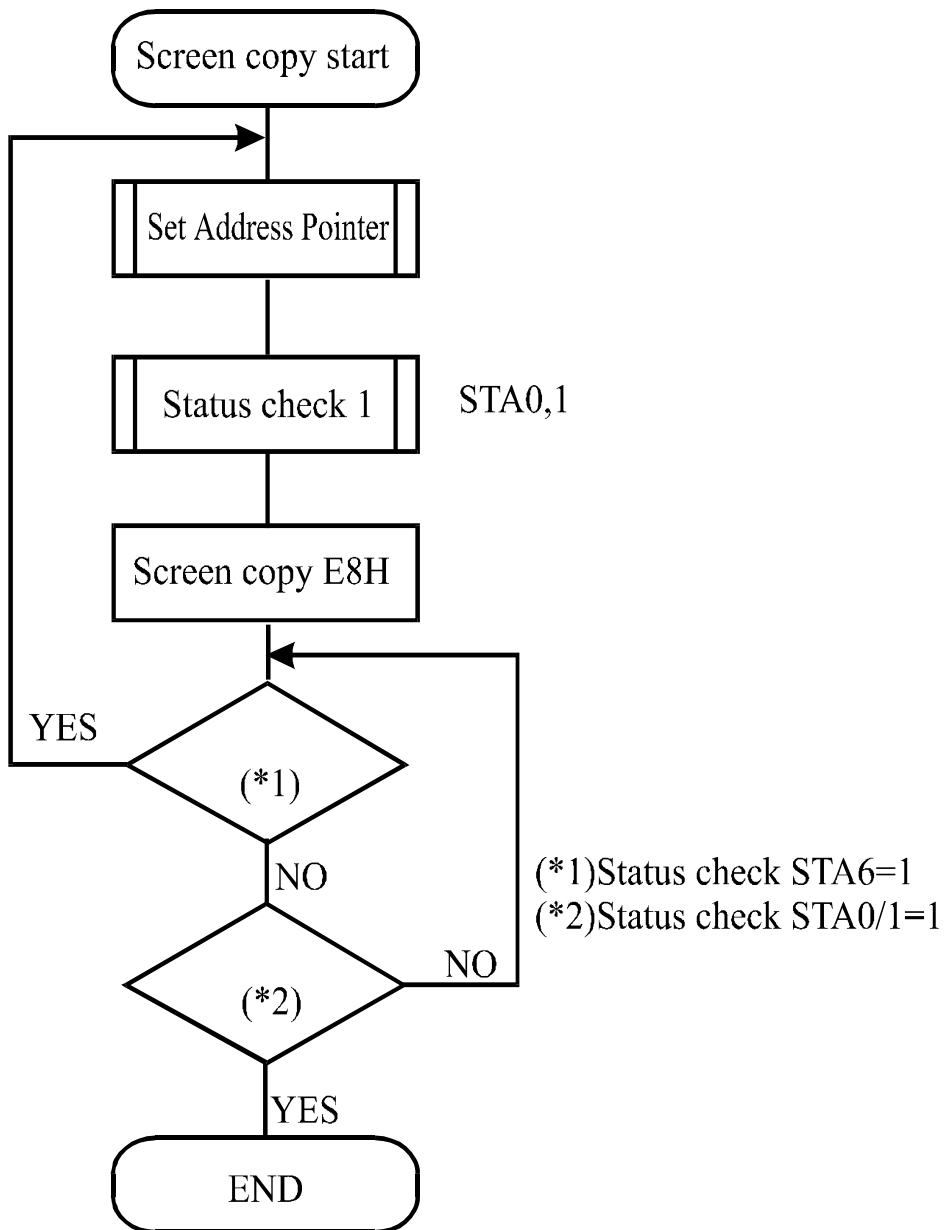 Screen copy start
Set Address Pointer
Status check 1
STA0,1
Screen copy E8H
YES
(*1)
NO
(*1)Status check STA6=1
(*2)Status check STA0/1=1
NO
(*2)
YES
END